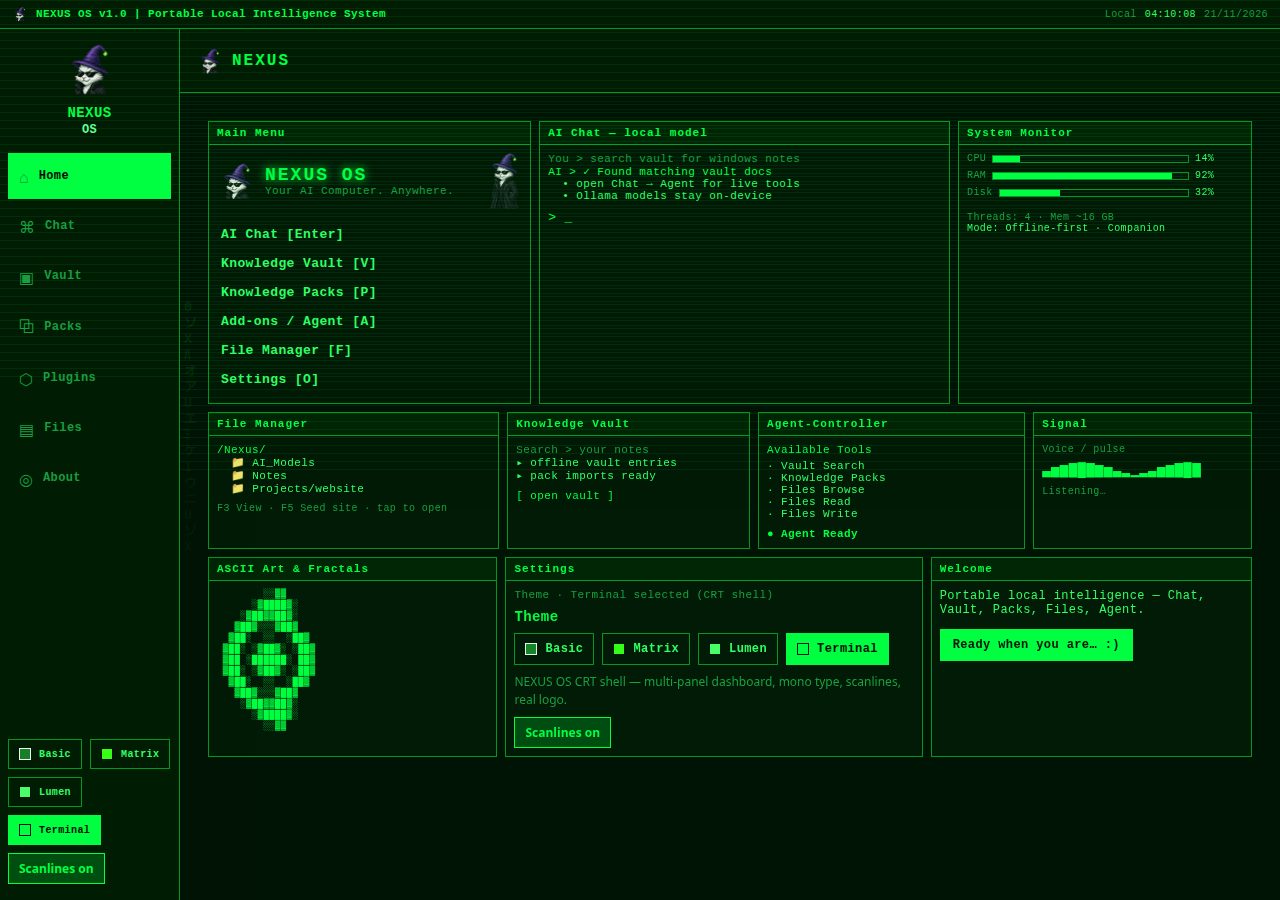 NEXUS OS v1.0 | Portable Local Intelligence System
Local 04:10:08 21/11/2026
NEXUS
OS
Home
Chat
Vault
Packs
Plugins
Files
About
Basic
Matrix
Lumen
Terminal
Scanlines on
NEXUS
Main Menu
NEXUS OS
Your AI Computer. Anywhere.
AI Chat [Enter]
Knowledge Vault [V]
Knowledge Packs [P]
Add-ons / Agent [A]
File Manager [F]
Settings [O]
AI Chat — local model
You > search vault for windows notes
AI > ✓ Found matching vault docs
• open Chat → Agent for live tools
• Ollama models stay on-device
> _
System Monitor
CPU 14%
RAM 92%
Disk 32%
Threads: 4 · Mem ~16 GB
Mode: Offline-first · Companion
File Manager
/Nexus/
📁 AI_Models
📁 Notes
📁 Projects/website
F3 View · F5 Seed site · tap to open
Knowledge Vault
Search > your notes
▸ offline vault entries
▸ pack imports ready
[ open vault ]
Agent-Controller
Available Tools
· Vault Search
· Knowledge Packs
· Files Browse
· Files Read
· Files Write
● Agent Ready
Signal
Voice / pulse
Listening…
ASCII Art & Fractals
Settings
Theme · Terminal selected (CRT shell)
Theme
Basic
Matrix
Lumen
Terminal
NEXUS OS CRT shell — multi-panel dashboard, mono type, scanlines,
real logo.
Scanlines on
Welcome
Portable local intelligence — Chat,
Vault, Packs, Files, Agent.
Ready when you are… :)